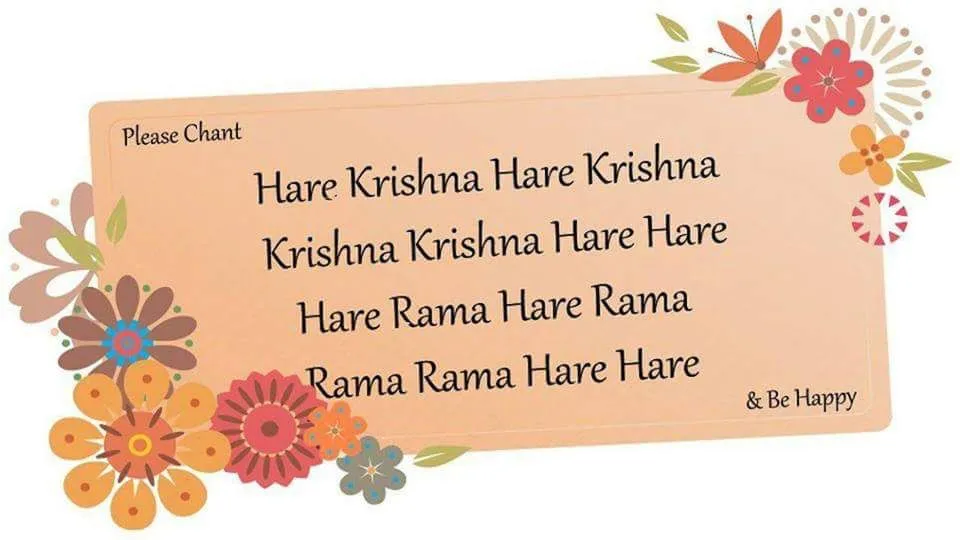 Please Chant
Hare Krishna Hare Krishna
Krishna Krishna Hare Hare
Hare Rama Hare Rama
Rama Rama Hare Hare
& Be Happy